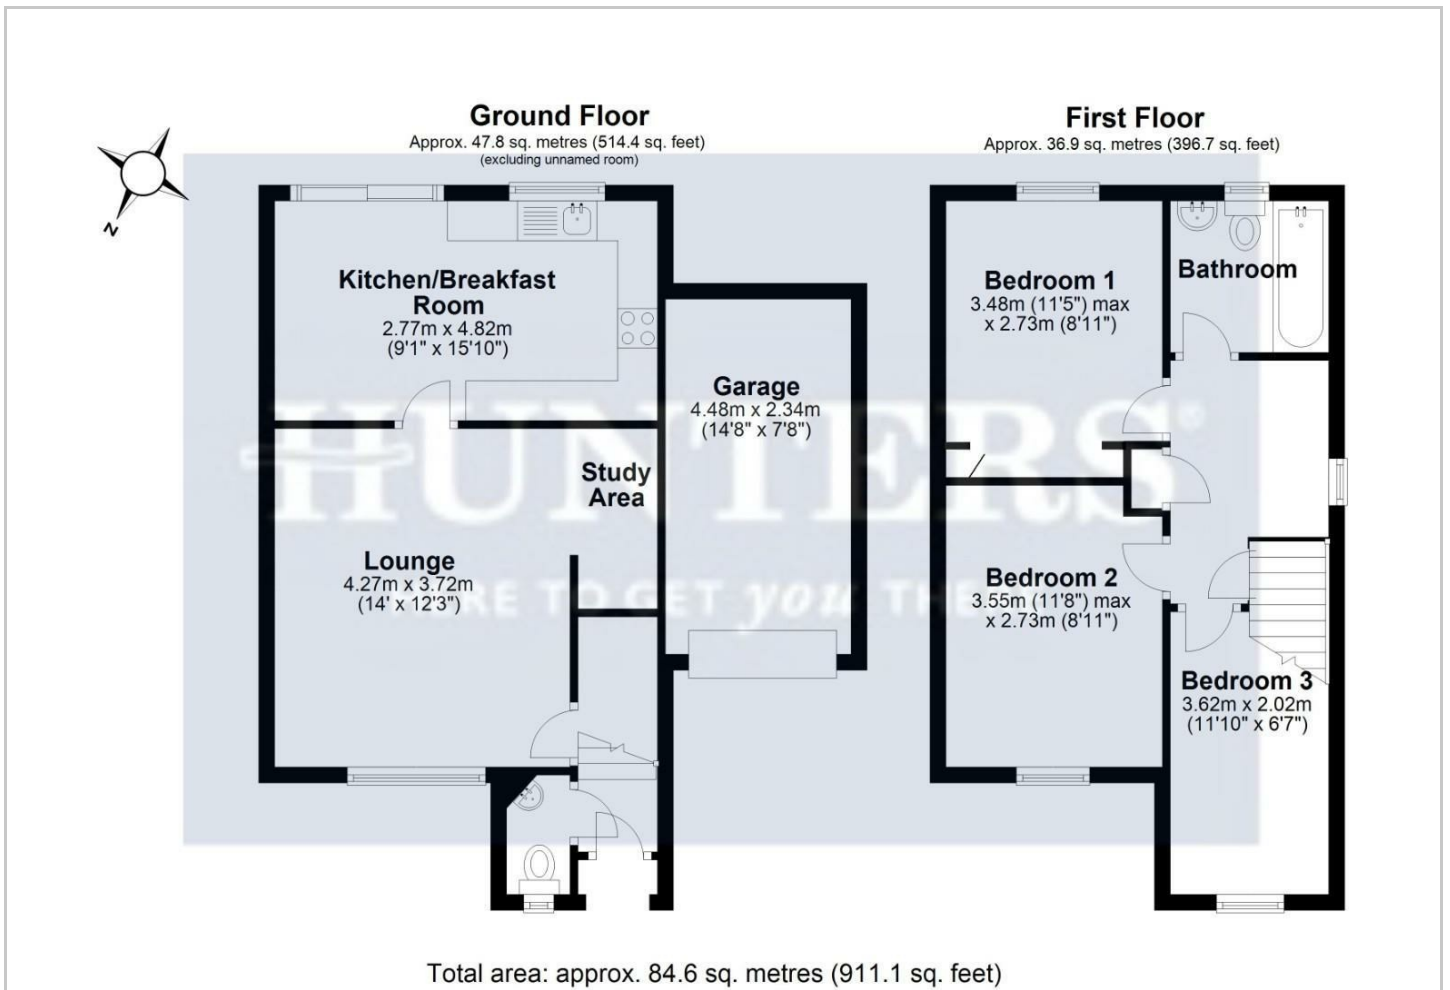 Ground Floor
Approx. 47.8 sq. metres (514.4 sq. feet)
(excluding unnamed room)
First Floor
Approx. 36.9 sq. metres (396.7 sq. feet)
N
Kitchen/Breakfast
Room
2.77m x 4.82m
(9'1" x 15'10")
Garage
4.48m x 2.34m
(14'8" x 7'8")
Study
Area
Lounge
4.27m x 3.72m
(14' x 12'3")
Bedroom 1
3.48m (11'5") max
x 2.73m (8'11")
Bathroom
Bedroom 2
3.55m (11'8") max
x 2.73m (8'11")
Bedroom 3
3.62m x 2.02m
(11'10" x 6'7")
HUNTERS®
TO GET you
Total area: approx. 84.6 sq. metres (911.1 sq. feet)